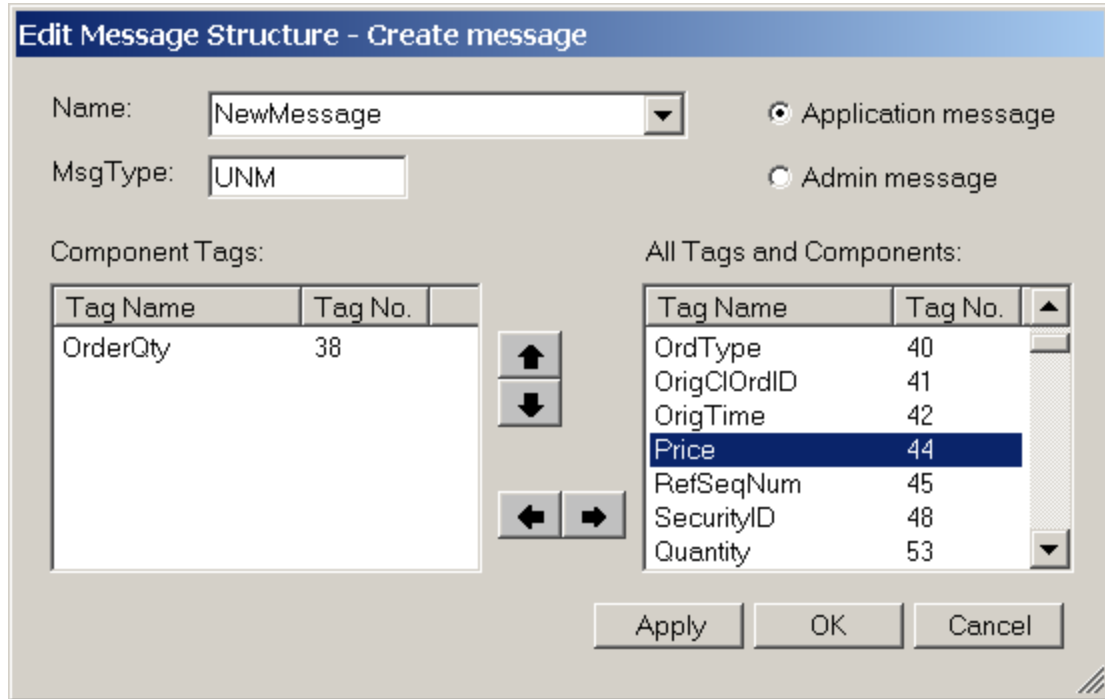 Edit Message Structure - Create message
Name: NewMessage Application message
MsgType: UNM Admin message
Component Tags: All Tags and Components:
Tag Name Tag No. Tag Name Tag No.
OrderQty 38 OrdType 40
OrigClOrdID 41
OrigTime 42
Price 44
RefSeqNum 45
SecurityID 48
Quantity 53
Apply OK Cancel